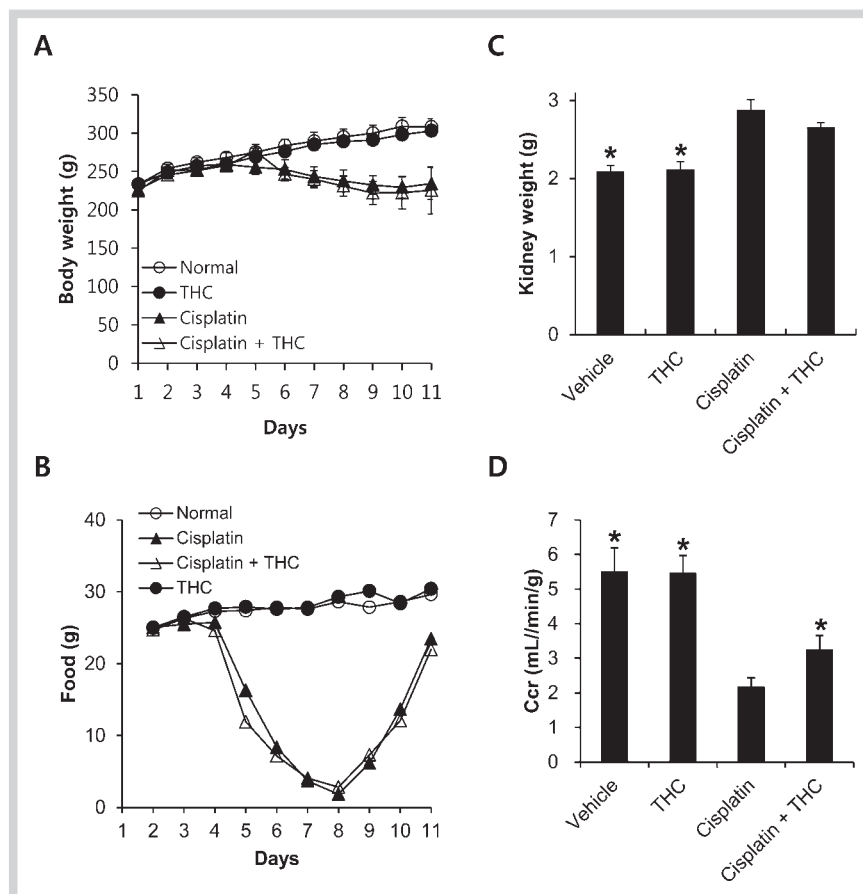 A
Body weight (g)
350
300
250
200
150
100
50
0
Normal
THC
Cisplatin
Cisplatin + THC
1 2 3 4 5 6 7 8 9 10 11
Days
B
Food (g)
40
30
20
10
0
Normal
Cisplatin
Cisplatin + THC
THC
1 2 3 4 5 6 7 8 9 10 11
Days
C
Kidney weight (g)
3
2
1
0
* *
Vehicle
THC
Cisplatin
Cisplatin + THC
D
Ccr (mL//min/g)
7
6
5
4
3
2
1
0
* * *
Vehicle
THC
Cisplatin
Cisplatin + THC